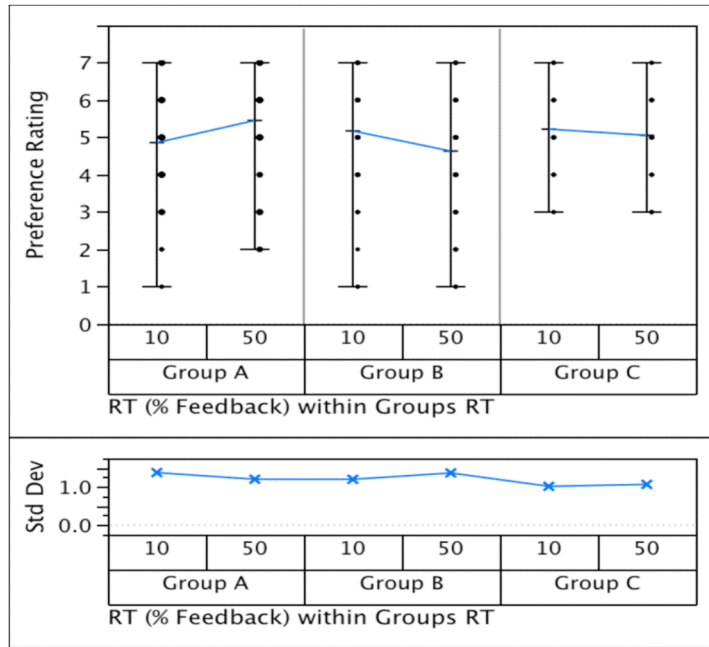 Preference Rating
7
6
5
4
3
2
1
0
10 50 10 50 10 50
Group A Group B Group C
RT (% Feedback) within Groups RT
Std Dev
1.0
0.0
10 50 10 50 10 50
Group A Group B Group C
RT (% Feedback) within Groups RT